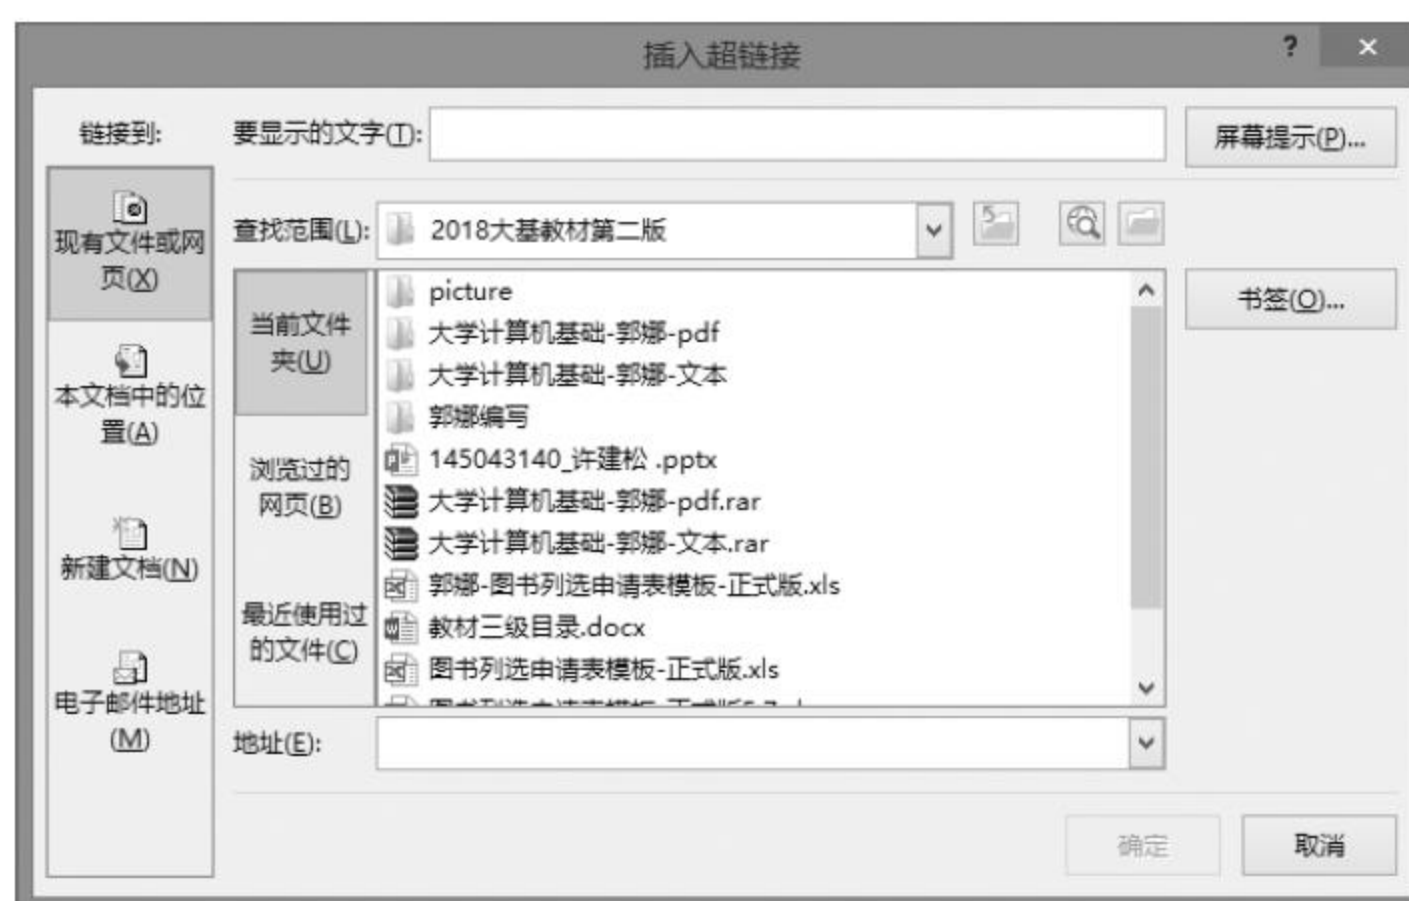 插入超链接
?
×
链接到:
要显示的文字(T):
屏幕提示(P)...
现有文件或网
页(X)
查找范围(L):
2018大基教材第二版
本文档中的位
置(A)
新建文档(N)
电子邮件地址
(M)
当前文件
夹(U)
浏览过的
网页(B)
最近使用过
的文件(C)
picture
大学计算机基础-郭娜-pdf
大学计算机基础-郭娜-文本
郭娜编写
145043140_许建松 .pptx
大学计算机基础-郭娜-pdf.rar
大学计算机基础-郭娜-文本.rar
郭娜-图书列选申请表模板-正式版.xls
教材三级目录.docx
图书列选申请表模板-正式版.xls
书签(O)...
地址(E):
确定
取消